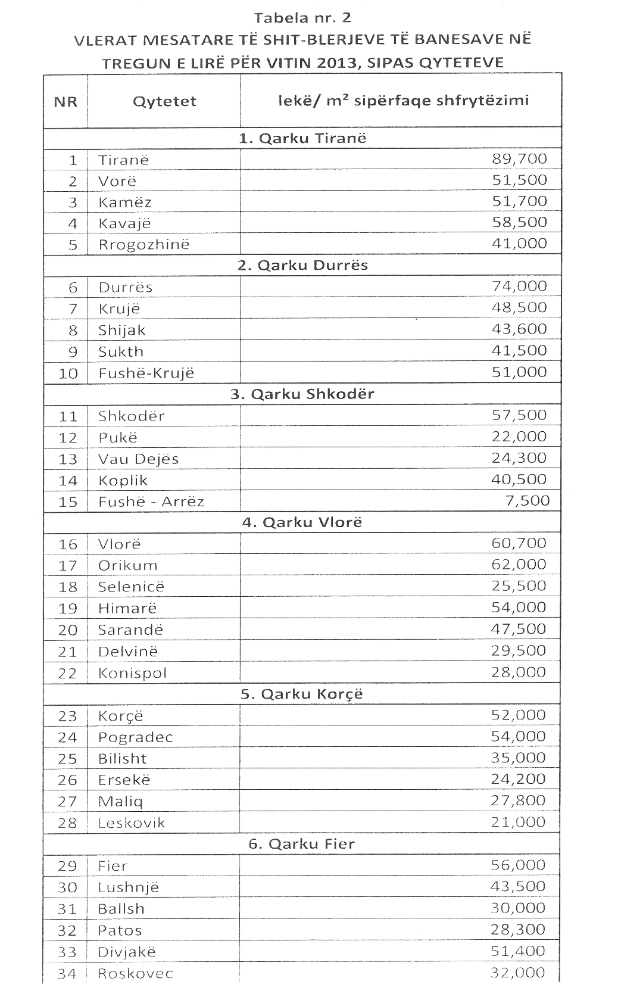 Tabela nr. 2
VLERAT MESATARE TË SHIT-BLERJEVE TË BANESAVE NË
TREGUN E LIRË PËR VITIN 2013, SIPAS QYTETEVE
NR Qytetet lekë/ m² sipërfaqe shfrytëzimi
1. Qarku Tiranë
1 Tiranë 89,700
2 Vorë 51,500
3 Kamëz 51,700
4 Kavajë 58,500
5 Rrogozhinë 41,000
2. Qarku Durrës
6 Durrës 74,000
7 Krujë 48,500
8 Shijak 43,600
9 Sukth 41,500
10 Fushë-Krujë 51,000
3. Qarku Shkodër
11 Shkodër 57,500
12 Pukë 22,000
13 Vau Dejës 24,300
14 Koplik 40,500
15 Fushë - Arrëz 7,500
4. Qarku Vlorë
16 Vlorë 60,700
17 Orikum 62,000
18 Selenicë 25,500
19 Himarë 54,000
20 Sarandë 47,500
21 Delvinë 29,500
22 Konispol 28,000
5. Qarku Korçë
23 Korçë 52,000
24 Pogradec 54,000
25 Bilisht 35,000
26 Ersekë 24,200
27 Maliq 27,800
28 Leskovik 21,000
6. Qarku Fier
29 Fier 56,000
30 Lushnjë 43,500
31 Ballsh 30,000
32 Patos 28,300
33 Divjakë 51,400
34 Roskovec 32,000